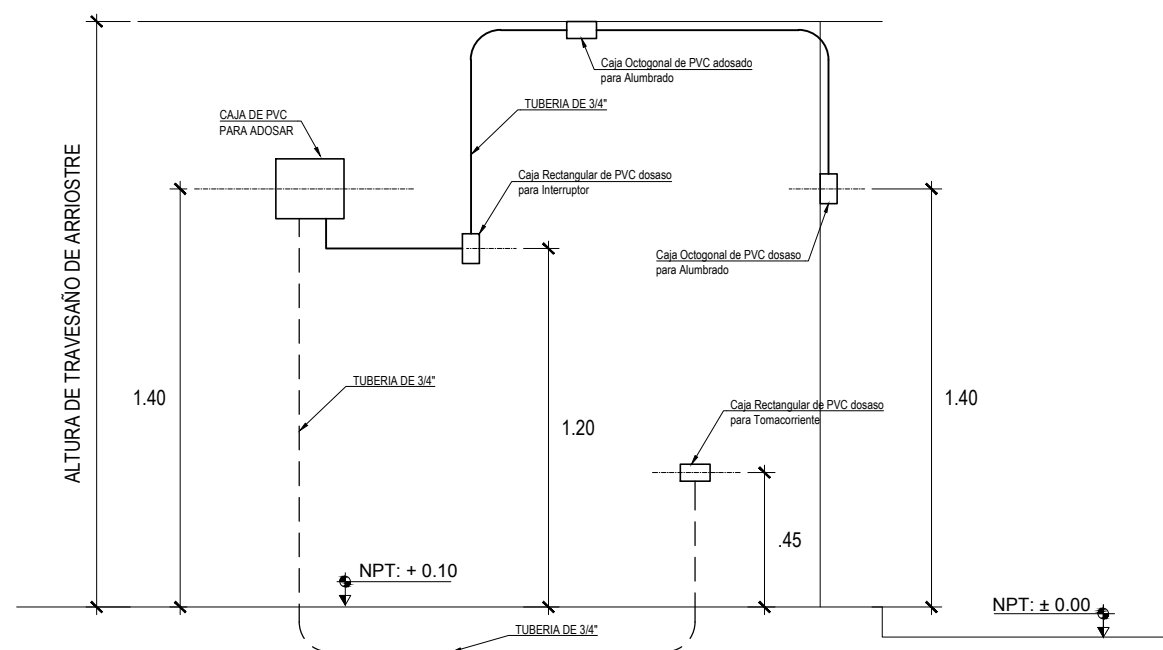 Caja Octogonal de PVC adosado
para Alumbrado
TUBERIA DE 3/4"
CAJA DE PVC
PARA ADOSAR
Caja Rectangular de PVC dosaso
para Interruptor
Caja Octogonal de PVC dosaso
para Alumbrado
ALTURA DE TRAVESAÑO DE ARRIOSTRE
TUBERIA DE 3/4"
1.40
1.20
1.40
Caja Rectangular de PVC dosaso
para Tomacorriente
.45
NPT: + 0.10
NPT: ± 0.00
TUBERIA DE 3/4"